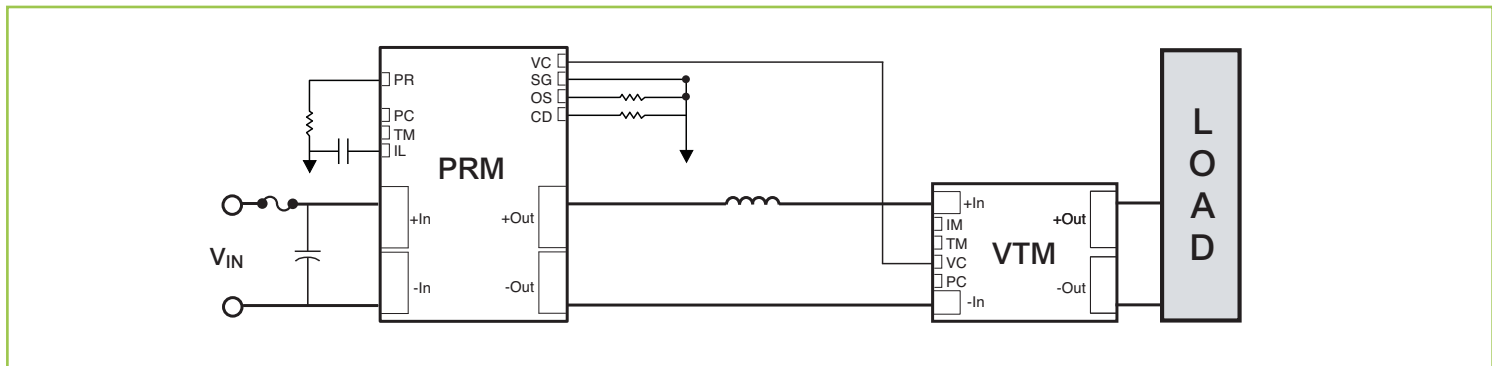 PR
PC
TM
IL
VC
SG
OS
CD
PRM
+In
-In
+Out
-Out
VIN
+In
IM
TM
VC
PC
-In
VTM
+Out
-Out
LOAD